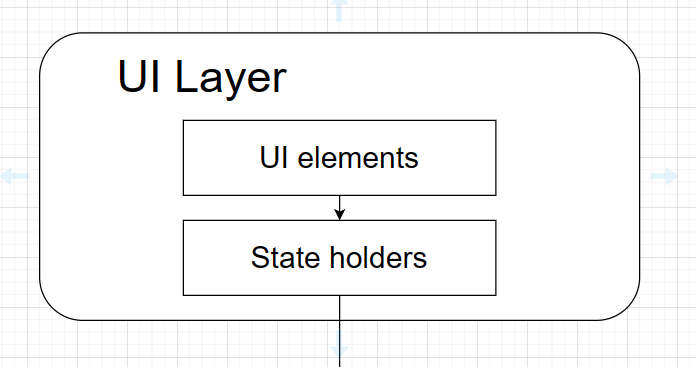 UI Layer
UI elements
State holders